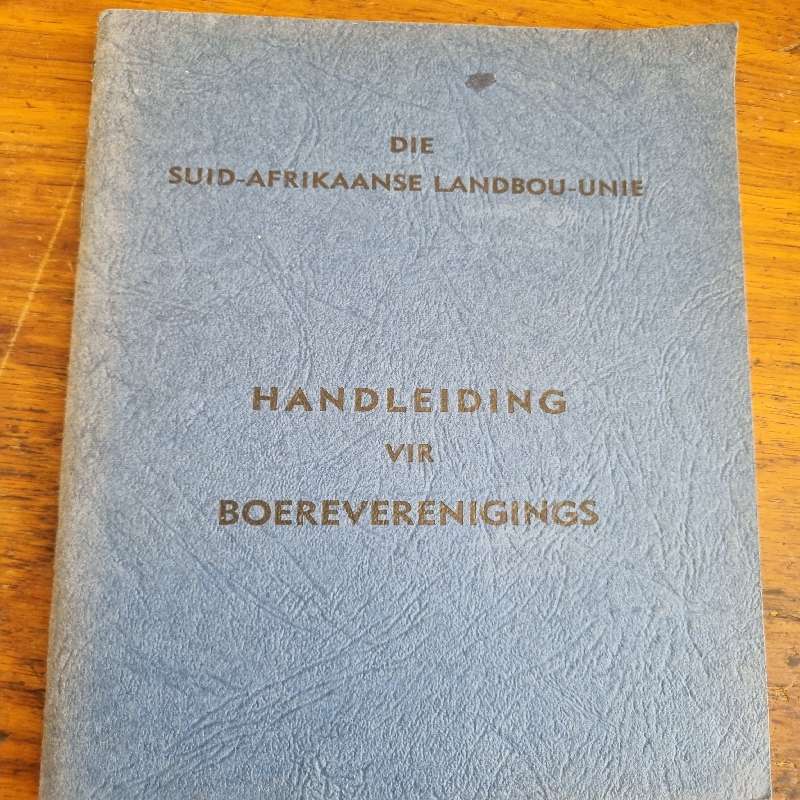 DIE
SUID-AFRIKAANSE LANDBOU-UNIE
HANDLEIDING
VIR
BOEREVERENIGINGS